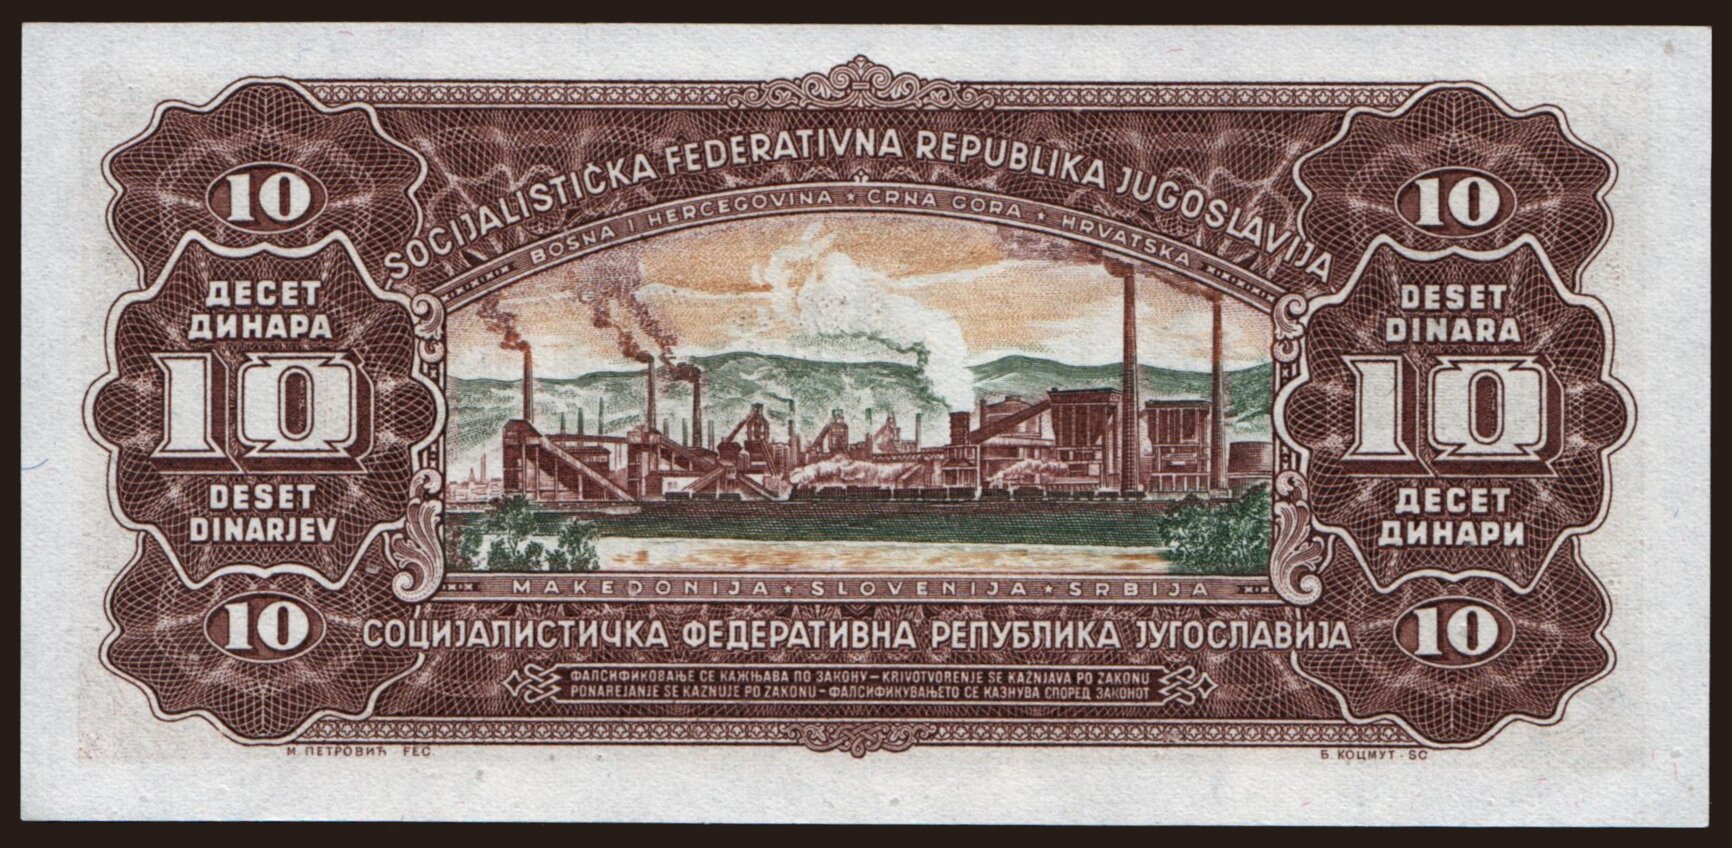 SOCIJALISTIČKA FEDERATIVNA REPUBLIKA JUGOSLAVIJA
BOSNA I HERCEGOVINA ★ CRNA GORA ★ HRVATSKA
10
10
ДЕСЕТ
ДИНАРА
10
DESET
DINARJEV
DESET
DINARA
10
ДЕСЕТ
ДИНАРИ
MAKEDONIJA ★ SLOVENIJA ★ SRBIJA
10
СОЦИЈАЛИСТИЧКА ФЕДЕРАТИВНА РЕПУБЛИКА ЈУГОСЛАВИЈА
10
ФАЛСИФИКОВАЊЕ СЕ КАЖЊАВА ПО ЗАКОНУ – KRIVOTVORENJE SE KAŽNJAVA PO ZAKONU
PONAREJANJE SE KAZNUJE PO ZAKONU – ФАЛСИФИКУВАЊЕТО СЕ КАЗНУВА СПОРЕД ЗАКОНОТ
М. ПЕТРОВИЋ FEC.
Б. КОЦМУТ - SC